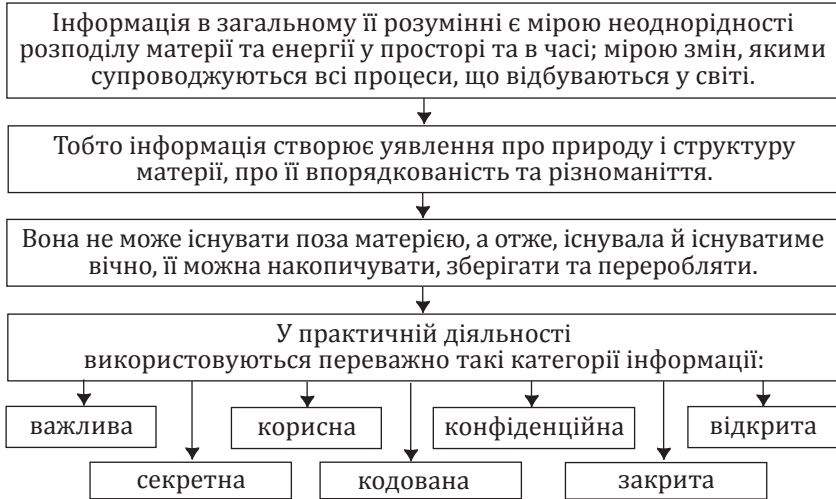 Інформація в загальному її розумінні є мірою неоднорідності
розподілу матерії та енергії у просторі та в часі; мірою змін, якими
супроводжуються всі процеси, що відбуваються у світі.
Тобто інформація створює уявлення про природу і структуру
матерії, про її впорядкованість та різноманіття.
Вона не може існувати поза матерією, а отже, існувала й існуватиме
вічно, її можна накопичувати, зберігати та переробляти.
У практичній діяльності
використовуються переважно такі категорії інформації:
важлива
корисна
конфіденційна
відкрита
секретна
кодована
закрита